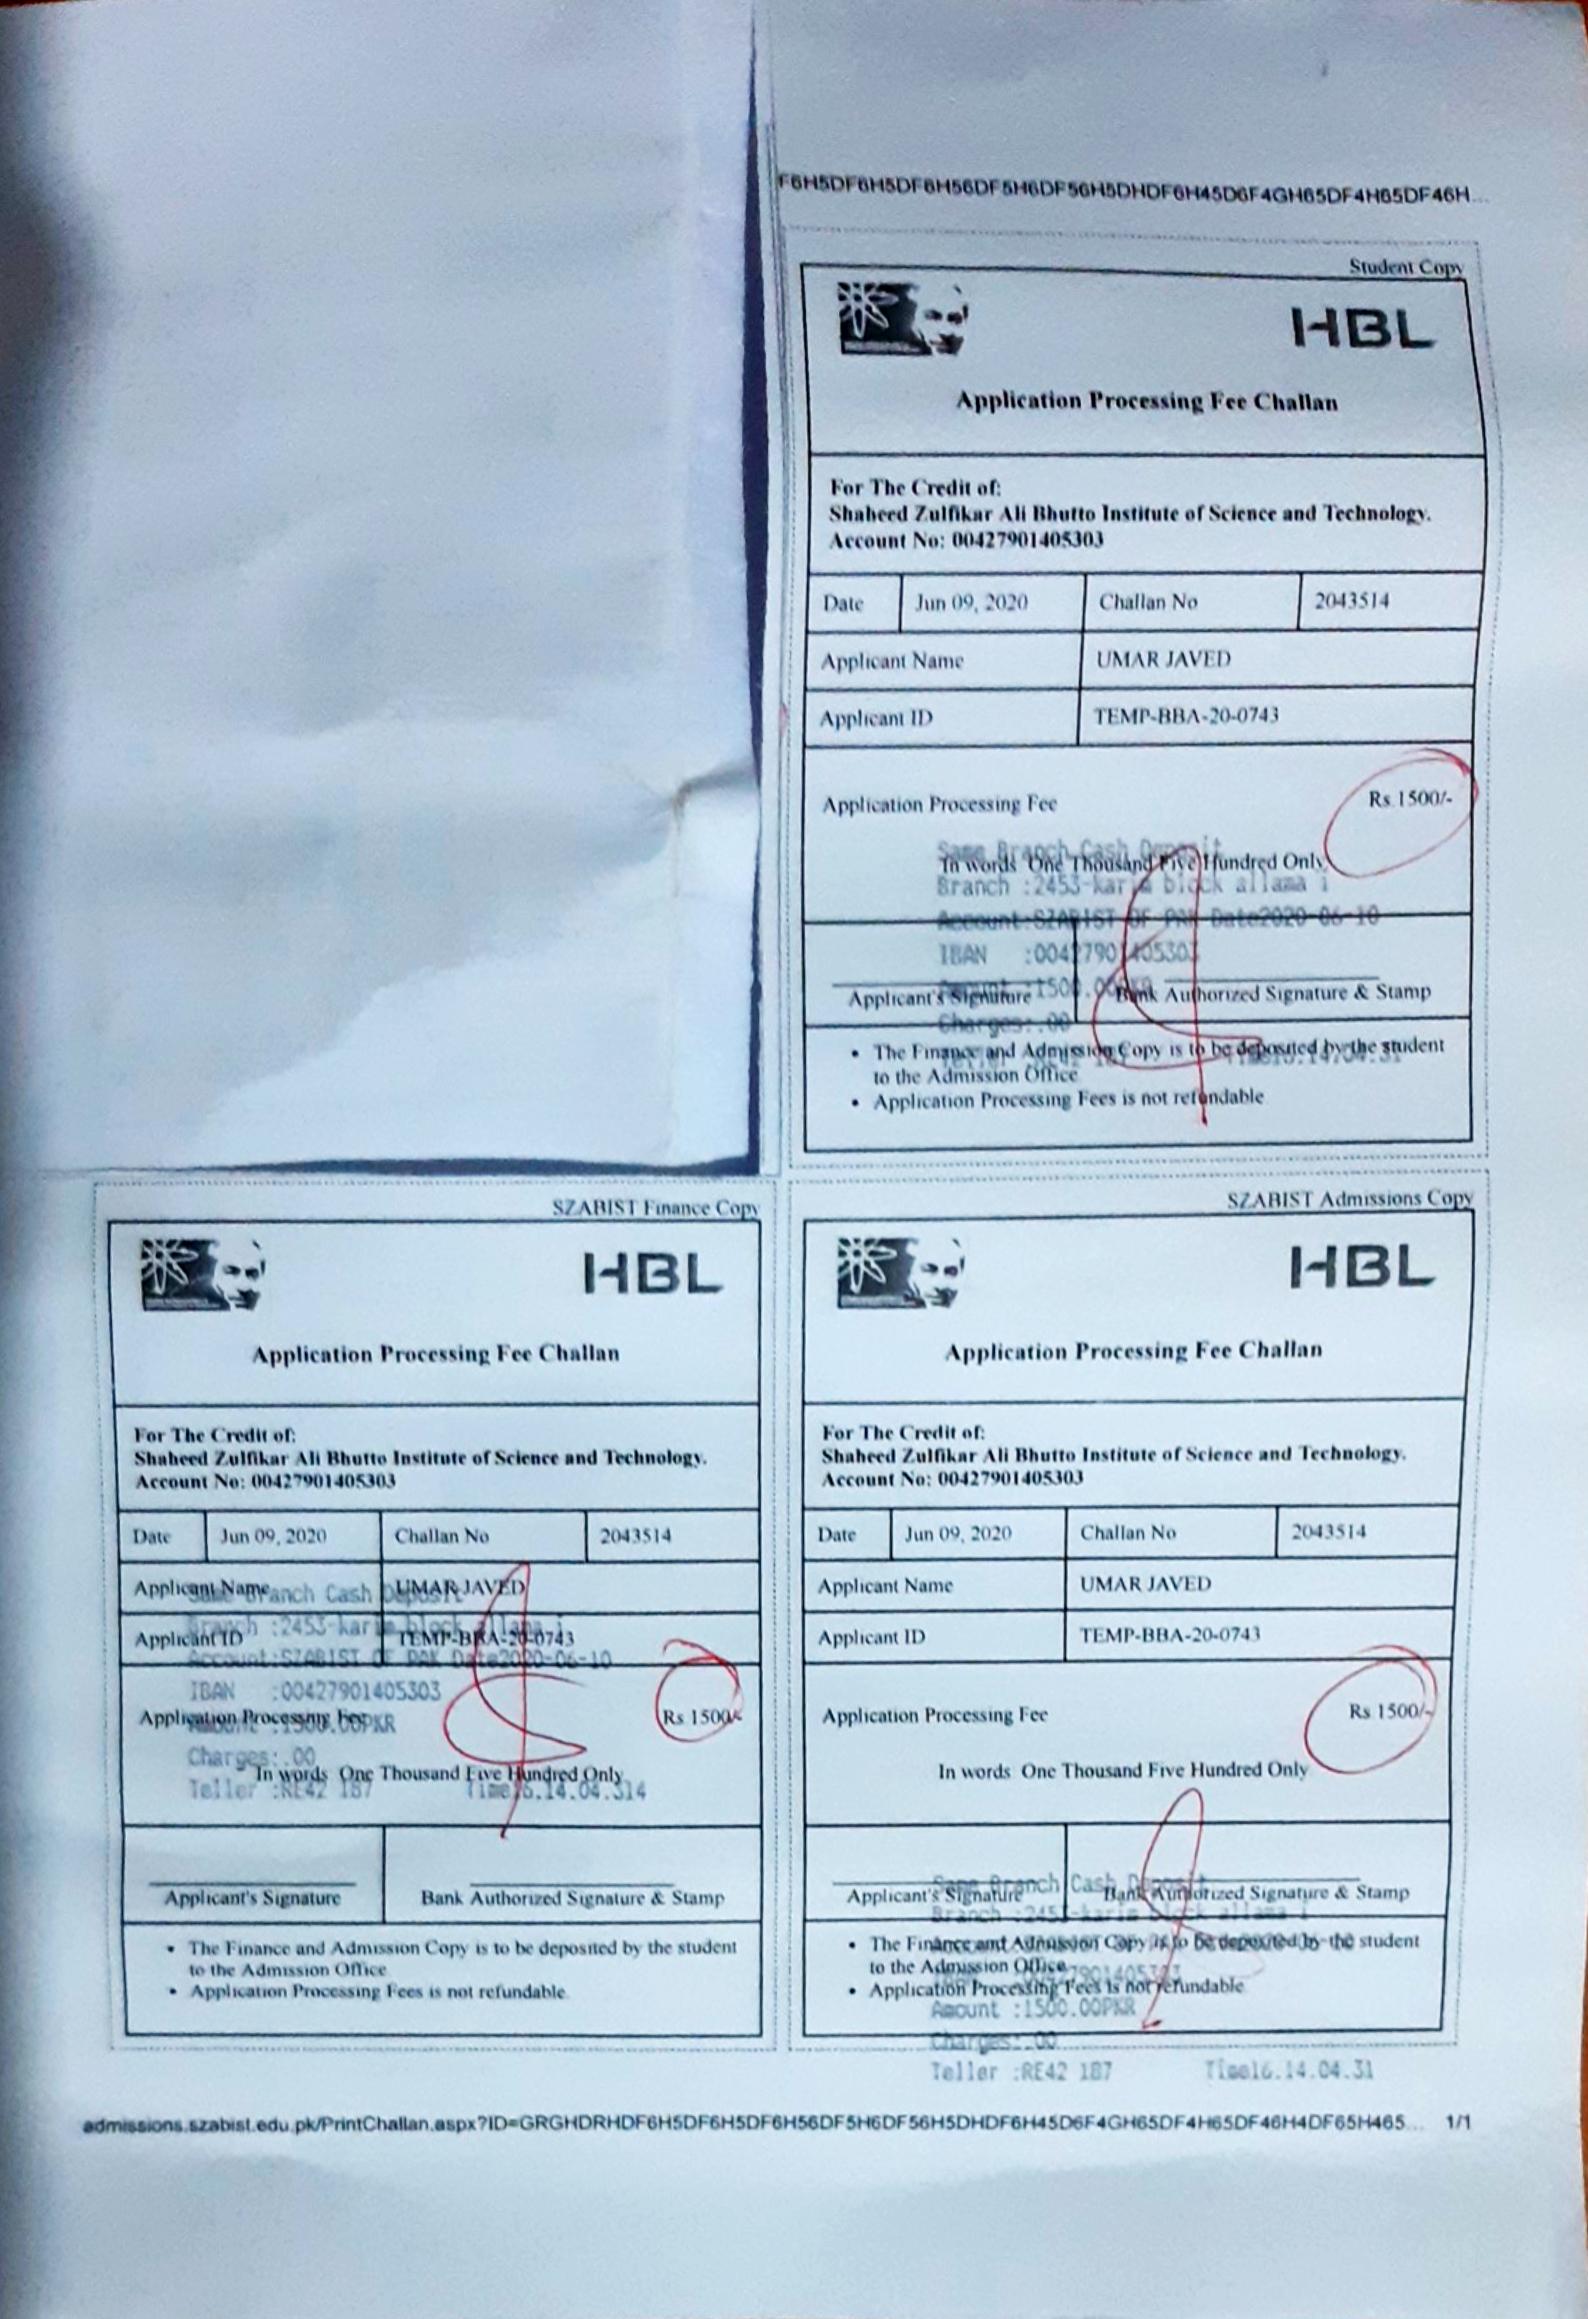 F6H5DF6H5DF6H56DF5H6DF56H5DHDF6H45D6F4GH65DF4H65DF46H...
Student Copy
HBL
Application Processing Fee Challan
For The Credit of:
Shaheed Zulfikar Ali Bhutto Institute of Science and Technology.
Account No: 00427901405303
Date Jun 09, 2020 Challan No 2043514
Applicant Name UMAR JAVED
Applicant ID TEMP-BBA-20-0743
Application Processing Fee Rs 1500/-
Same Branch Cash Deposit
In words One Thousand Five Hundred Only
Branch :2453-karim block allama i
Account:SZABIST OF PAK Date2020-06-10
IBAN :00427901405303
Amount :1500.00PKR
Applicant's Signature Bank Authorized Signature & Stamp
Charges:.00
The Finance and Admission Copy is to be deposited by the student
to the Admission Office
• Application Processing Fees is not refundable
SZABIST Finance Copy
HBL
Application Processing Fee Challan
For The Credit of:
Shaheed Zulfikar Ali Bhutto Institute of Science and Technology.
Account No: 00427901405303
Date Jun 09, 2020 Challan No 2043514
Applicant Name UMAR JAVED
Same Branch Cash Deposit
Branch :2453-karim block allama i
Applicant ID TEMP-BBA-20-0743
Account:SZABIST OF PAK Date2020-06-10
IBAN :00427901405303
Application Processing Fee Rs 1500/-
Amount :1500.00PKR
Charges:.00
In words One Thousand Five Hundred Only
Teller :RE42 187 Time16.14.04.314
Applicant's Signature Bank Authorized Signature & Stamp
• The Finance and Admission Copy is to be deposited by the student
to the Admission Office
• Application Processing Fees is not refundable
SZABIST Admissions Copy
HBL
Application Processing Fee Challan
For The Credit of:
Shaheed Zulfikar Ali Bhutto Institute of Science and Technology.
Account No: 00427901405303
Date Jun 09, 2020 Challan No 2043514
Applicant Name UMAR JAVED
Applicant ID TEMP-BBA-20-0743
Application Processing Fee Rs 1500/-
In words One Thousand Five Hundred Only
Same Branch Cash Deposit
Applicant's Signature Bank Authorized Signature & Stamp
Branch :2453-karim block allama i
• The Finance and Admission Copy is to be deposited by the student
to the Admission Office
• Application Processing Fees is not refundable
Amount :1500.00PKR
Charges:.00
Teller :RE42 187 Time16.14.04.31
admissions.szabist.edu.pk/PrintChallan.aspx?ID=GRGHDRHDF6H5DF6H5DF6H56DF5H6DF56H5DHDF6H45D6F4GH65DF4H65DF46H4DF65H465... 1/1